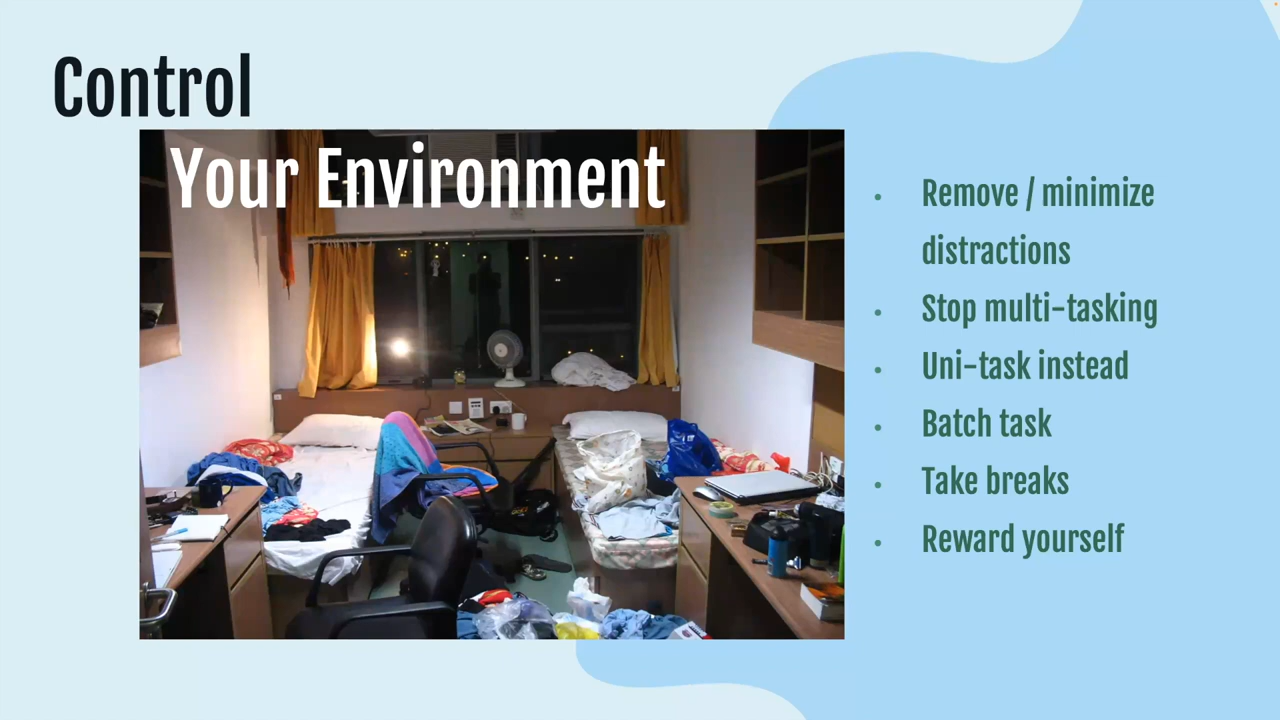 Control
Your Environment
• Remove / minimize
distractions
• Stop multi-tasking
• Uni-task instead
• Batch task
• Take breaks
• Reward yourself